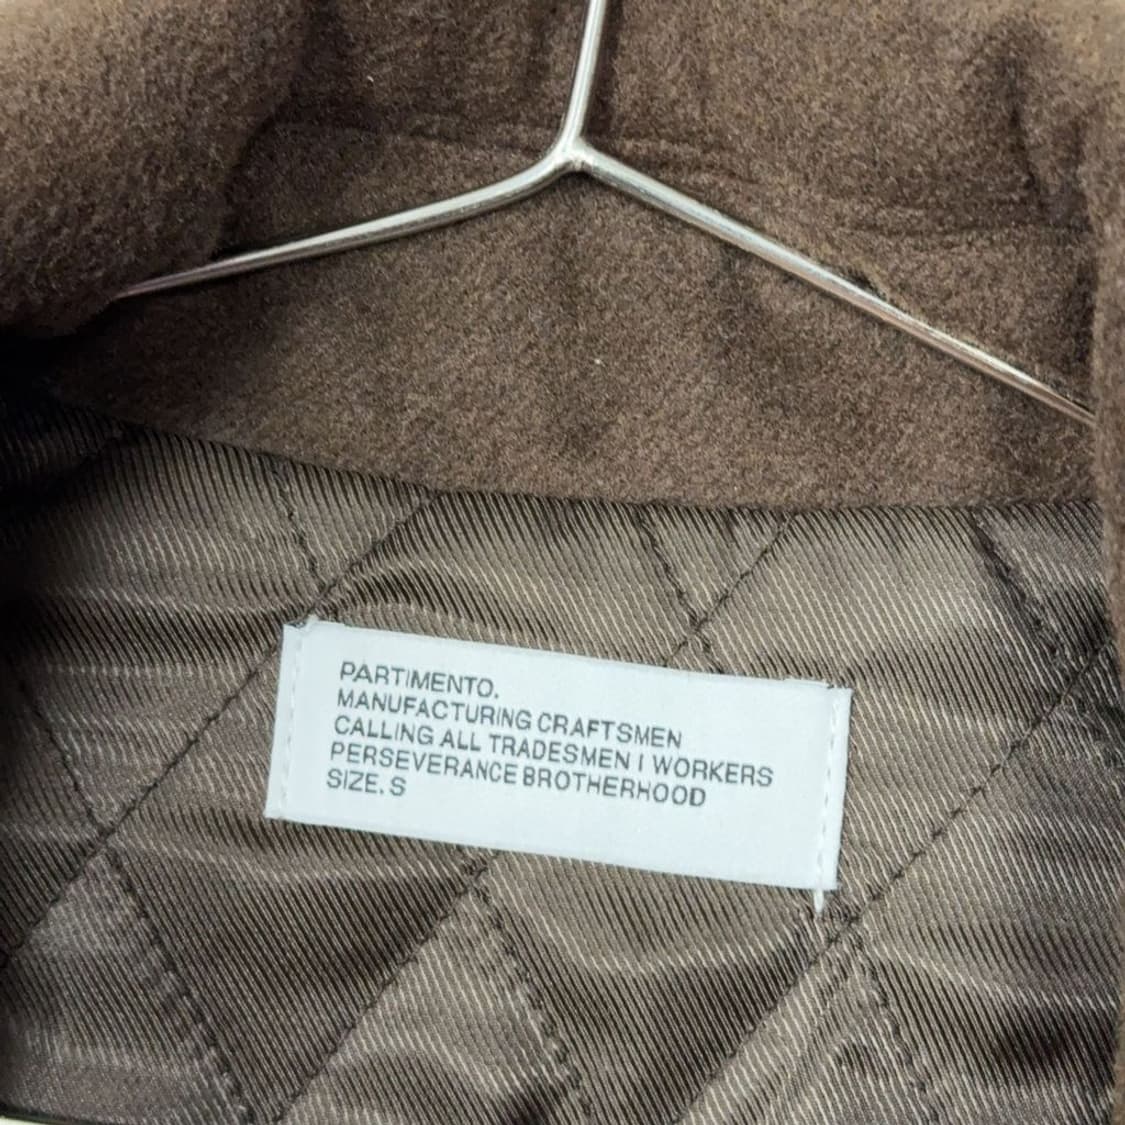 PARTIMENTO.
MANUFACTURING CRAFTSMEN
CALLING ALL TRADESMEN I WORKERS
PERSEVERANCE BROTHERHOOD
SIZE. S